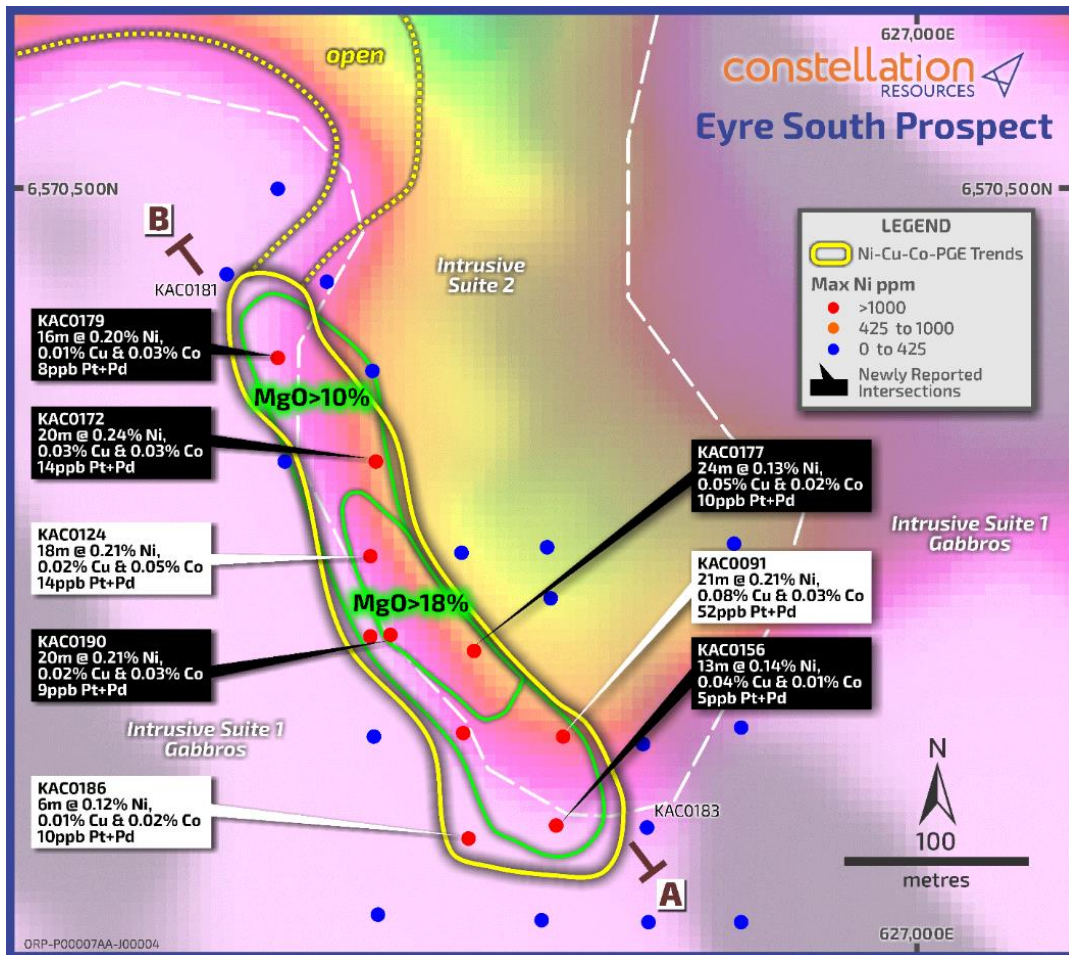 627,000E
constellation
RESOURCES
Eyre South Prospect
open
6,570,500N
6,570,500N
LEGEND
Ni-Cu-Co-PGE Trends
Max Ni ppm
>1000
425 to 1000
0 to 425
Newly Reported
Intersections
B
KAC0181
Intrusive
Suite 2
KAC0179
16m @ 0.20% Ni,
0.01% Cu & 0.03% Co
8ppb Pt+Pd
MgO>10%
KAC0172
20m @ 0.24% Ni,
0.03% Cu & 0.03% Co
14ppb Pt+Pd
KAC0177
24m @ 0.13% Ni,
0.05% Cu & 0.02% Co
10ppb Pt+Pd
Intrusive Suite 1
Gabbros
KAC0124
18m @ 0.21% Ni,
0.02% Cu & 0.05% Co
14ppb Pt+Pd
KAC0091
21m @ 0.21% Ni,
0.08% Cu & 0.03% Co
52ppb Pt+Pd
MgO>18%
KAC0190
20m @ 0.21% Ni,
0.02% Cu & 0.03% Co
9ppb Pt+Pd
KAC0156
13m @ 0.14% Ni,
0.04% Cu & 0.01% Co
5ppb Pt+Pd
Intrusive Suite 1
Gabbros
KAC0186
6m @ 0.12% Ni,
0.01% Cu & 0.02% Co
10ppb Pt+Pd
KAC0183
A
N
100
metres
ORP-P00007AA-J00004
627,000E